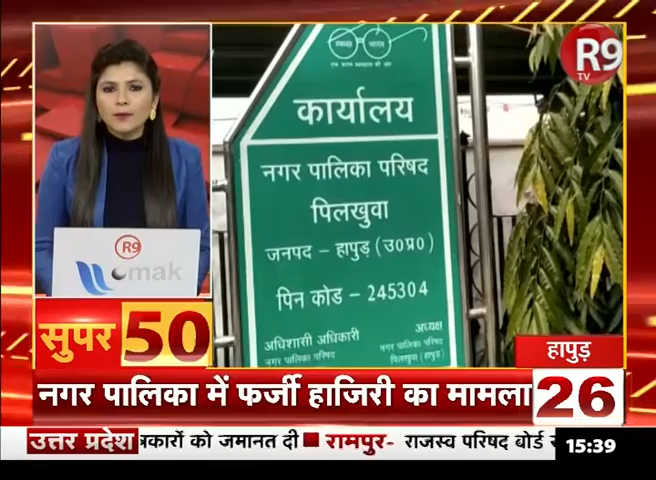 स्वच्छ भारत
एक कदम स्वच्छता की ओर
R9
TV
कार्यालय
नगर पालिका परिषद
पिलखुवा
जनपद – हापुड़ (उ०प्र०)
पिन कोड – 245304
अधिशासी अधिकारी
नगर पालिका परिषद
अध्यक्ष
नगर पालिका परिषद
पिलखुवा (हापुड़)
R9
omak
सुपर 50
हापुड़
नगर पालिका में फर्जी हाजिरी का मामला 26
उत्तर प्रदेश
को जमानत दी रामपुर- राजस्व परिषद बोर्ड
15:39